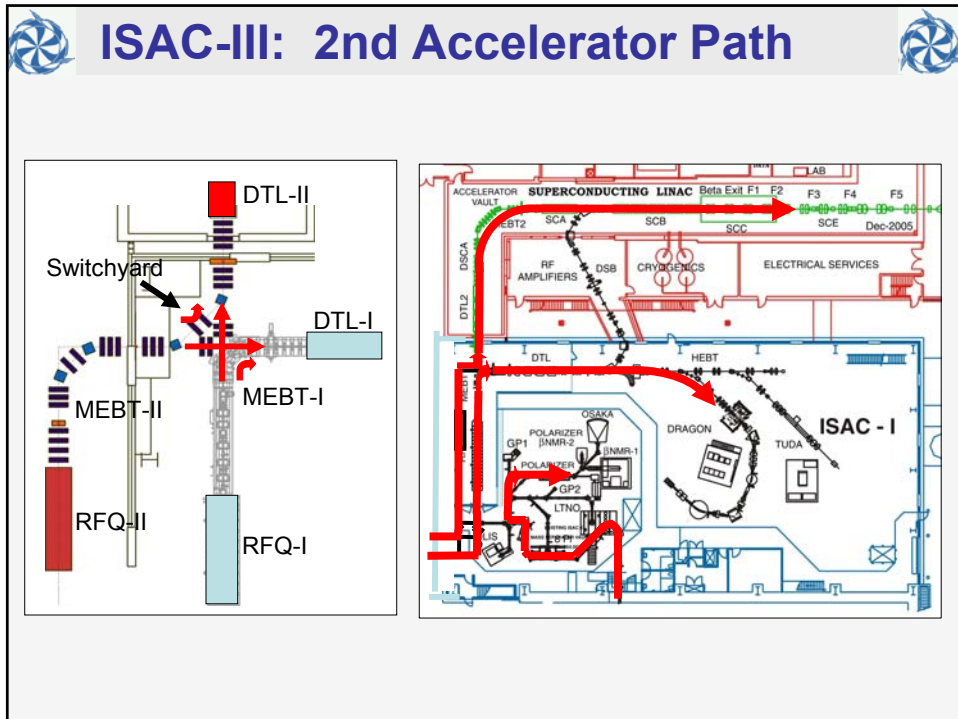 ISAC-III: 2nd Accelerator Path
DTL-II
Switchyard
DTL-I
MEBT-II
MEBT-I
RFQ-II
RFQ-I
LAB
ACCELERATOR
VAULT
SUPERCONDUCTING LINAC
Beta Exit F1 F2 F3 F4 F5
SCA
SCB
SCC
SCE
Dec-2005
DSCA
RF
AMPLIFIERS
DSB
CRYOGENICS
ELECTRICAL SERVICES
DTL2
DTL
HEBT
MEBT
ISAC - I
OSAKA
DRAGON
TUDA
POLARIZER
βNMR-2
βNMR-1
GP1
POLARIZER
GP2
LTNO
LIS